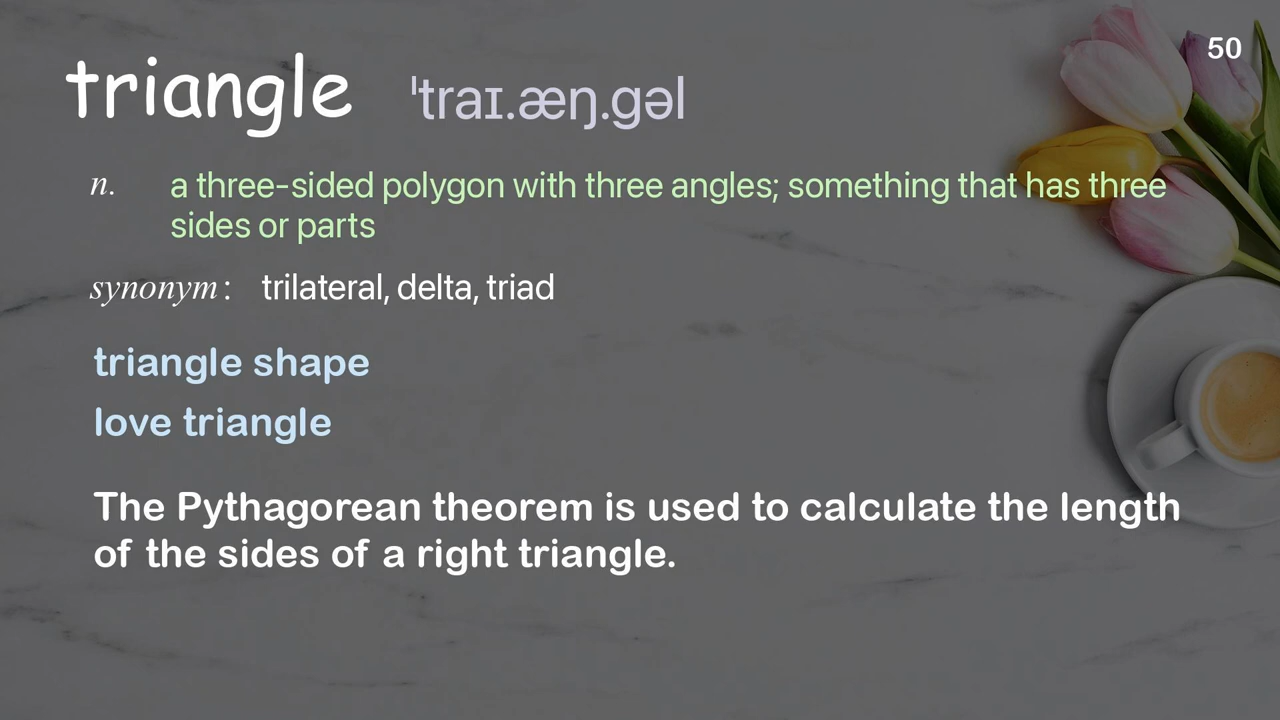 50
triangle ˈtraɪ.æŋ.gəl
n. a three-sided polygon with three angles; something that has three
sides or parts
synonym: trilateral, delta, triad
triangle shape
love triangle
The Pythagorean theorem is used to calculate the length
of the sides of a right triangle.